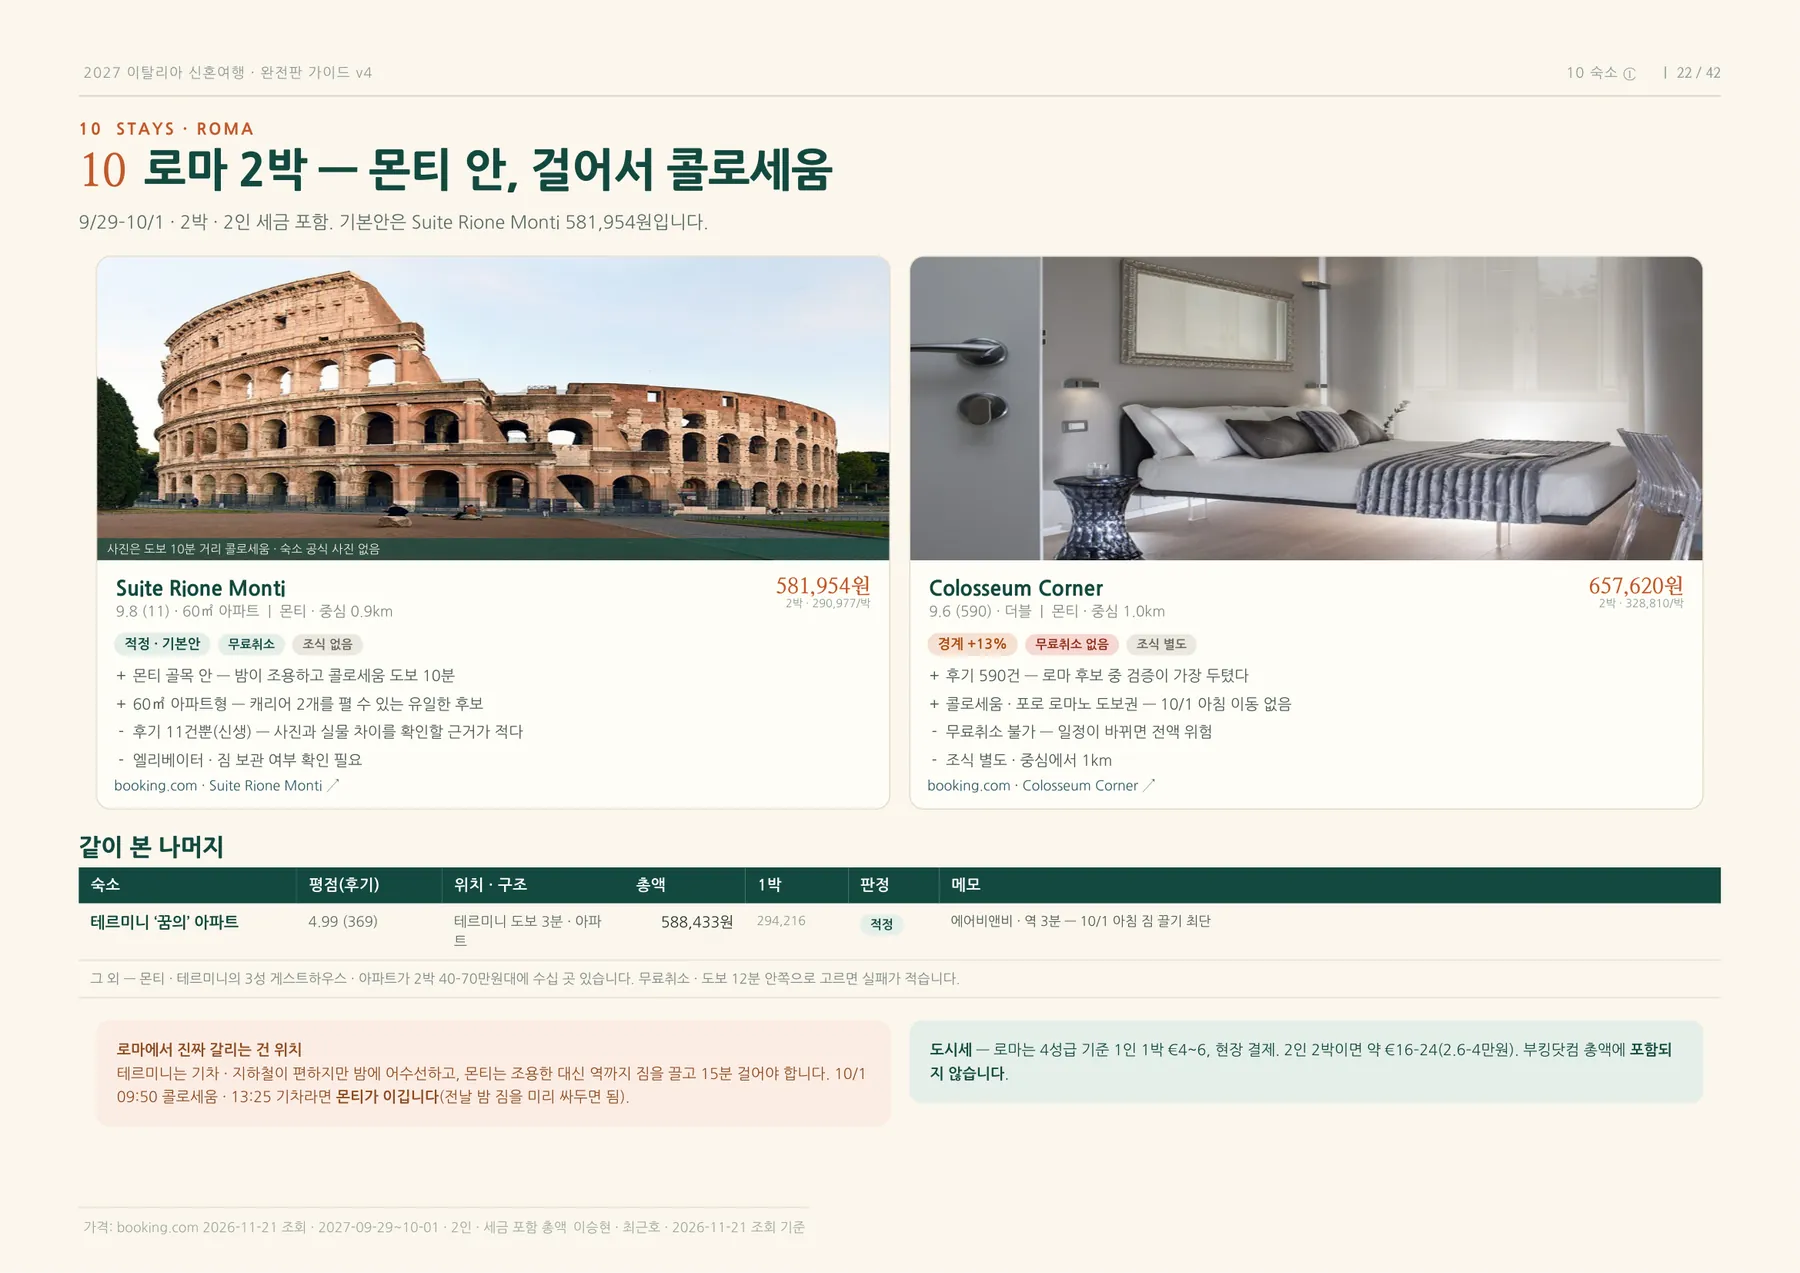 2027 이탈리아 신혼여행 · 완전판 가이드 v4
10 숙소 ① | 22 / 42
10 STAYS · ROMA
10 로마 2박 — 몬티 안, 걸어서 콜로세움
9/29-10/1 · 2박 · 2인 세금 포함. 기본안은 Suite Rione Monti 581,954원입니다.
사진은 도보 10분 거리 콜로세움 · 숙소 공식 사진 없음
Suite Rione Monti
581,954원
9.8 (11) · 60㎡ 아파트 | 몬티 · 중심 0.9km
2박 · 290,977/박
적정 · 기본안
무료취소
조식 없음
+ 몬티 골목 안 — 밤이 조용하고 콜로세움 도보 10분
+ 60㎡ 아파트형 — 캐리어 2개를 펼 수 있는 유일한 후보
- 후기 11건뿐(신생) — 사진과 실물 차이를 확인할 근거가 적다
- 엘리베이터 · 짐 보관 여부 확인 필요
booking.com · Suite Rione Monti ↗
Colosseum Corner
657,620원
9.6 (590) · 더블 | 몬티 · 중심 1.0km
2박 · 328,810/박
경계 +13%
무료취소 없음
조식 별도
+ 후기 590건 — 로마 후보 중 검증이 가장 두텼다
+ 콜로세움 · 포로 로마노 도보권 — 10/1 아침 이동 없음
- 무료취소 불가 — 일정이 바뀌면 전액 위험
- 조식 별도 · 중심에서 1km
booking.com · Colosseum Corner ↗
같이 본 나머지
숙소 평점(후기) 위치 · 구조 총액 1박 판정 메모
테르미니 ‘꿈의’ 아파트 4.99 (369) 테르미니 도보 3분 · 아파 588,433원 294,216 적정 에어비앤비 · 역 3분 — 10/1 아침 짐 끌기 최단
트
그 외 — 몬티 · 테르미니의 3성 게스트하우스 · 아파트가 2박 40-70만원대에 수십 곳 있습니다. 무료취소 · 도보 12분 안쪽으로 고르면 실패가 적습니다.
로마에서 진짜 갈리는 건 위치
테르미니는 기차 · 지하철이 편하지만 밤에 어수선하고, 몬티는 조용한 대신 역까지 짐을 끌고 15분 걸어야 합니다. 10/1
09:50 콜로세움 · 13:25 기차라면 몬티가 이깁니다(전날 밤 짐을 미리 싸두면 됨).
도시세 — 로마는 4성급 기준 1인 1박 €4~6, 현장 결제. 2인 2박이면 약 €16-24(2.6-4만원). 부킹닷컴 총액에 포함되
지 않습니다.
가격: booking.com 2026-11-21 조회 · 2027-09-29~10-01 · 2인 · 세금 포함 총액 이승현 · 최근호 · 2026-11-21 조회 기준